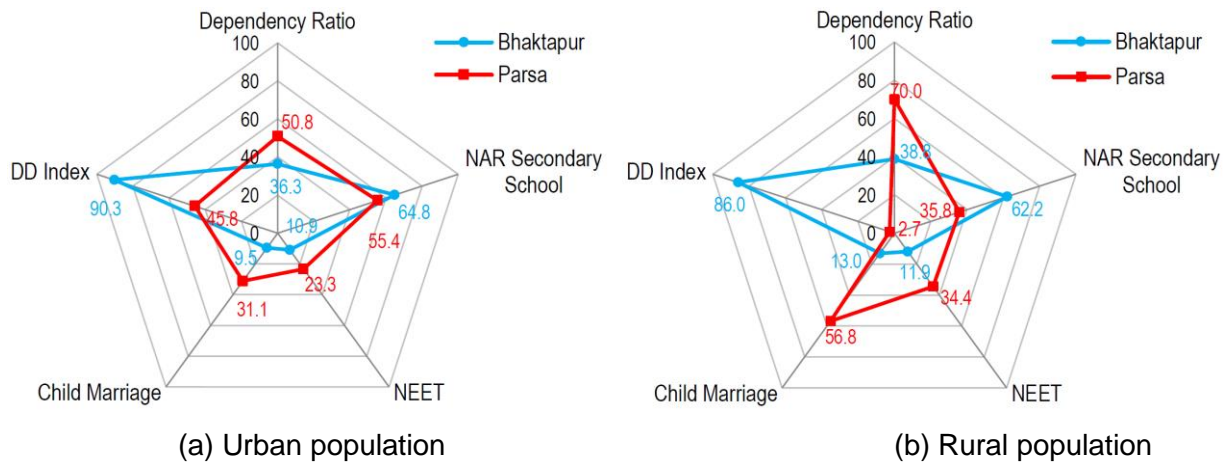 Dependency Ratio
100
80
60
40
20
0
Bhaktapur
Parsa
50.8
36.3
NAR Secondary
School
64.8
55.4
DD Index
90.3
45.8
10.9
9.5
23.3
31.1
Child Marriage
NEET
(a) Urban population
Dependency Ratio
100
80
60
40
20
0
Bhaktapur
Parsa
70.0
38.8
NAR Secondary
School
35.8
62.2
DD Index
86.0
2.7
13.0
11.9
34.4
56.8
Child Marriage
NEET
(b) Rural population